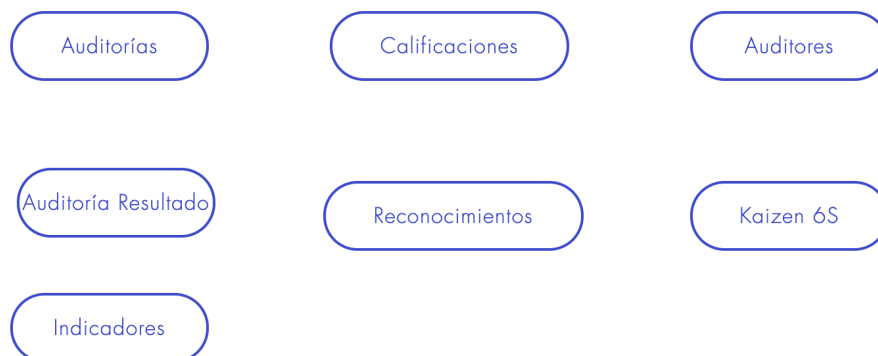 Auditorías
Calificaciones
Auditores
Auditoría Resultado
Reconocimientos
Kaizen 6S
Indicadores